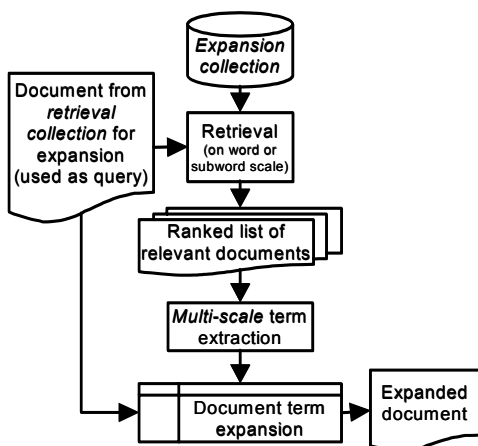 Expansion
collection
Document from
retrieval
collection for
expansion
(used as query)
Retrieval
(on word or
subword scale)
Ranked list of
relevant documents
Multi-scale term
extraction
Document term
expansion
Expanded
document